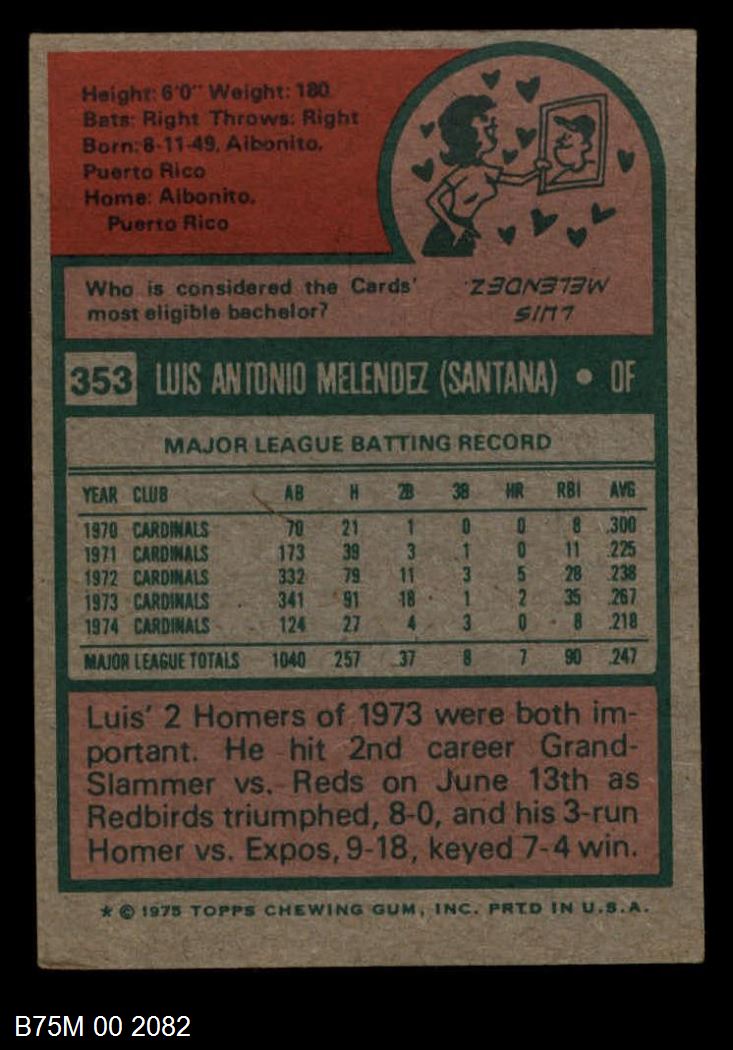 Height: 6'0" Weight: 180
Bats: Right Throws: Right
Born: 8-11-49, Aibonito,
Puerto Rico
Home: Aibonito,
Puerto Rico
Who is considered the Cards'
most eligible bachelor?
LUIS
MELENDEZ.
353 LUIS ANTONIO MELENDEZ (SANTANA) • OF
MAJOR LEAGUE BATTING RECORD
YEAR CLUB AB H 2B 3B HR RBI AVG
1970 CARDINALS 70 21 1 0 0 8 .300
1971 CARDINALS 173 39 3 1 0 11 .225
1972 CARDINALS 332 79 11 3 5 28 .238
1973 CARDINALS 341 91 18 1 2 35 .267
1974 CARDINALS 124 27 4 3 0 8 .218
MAJOR LEAGUE TOTALS 1040 257 37 8 7 90 .247
Luis' 2 Homers of 1973 were both im-
portant. He hit 2nd career Grand-
Slammer vs. Reds on June 13th as
Redbirds triumphed, 8-0, and his 3-run
Homer vs. Expos, 9-18, keyed 7-4 win.
* © 1975 TOPPS CHEWING GUM, INC. PRTD IN U.S.A.
B75M 00 2082